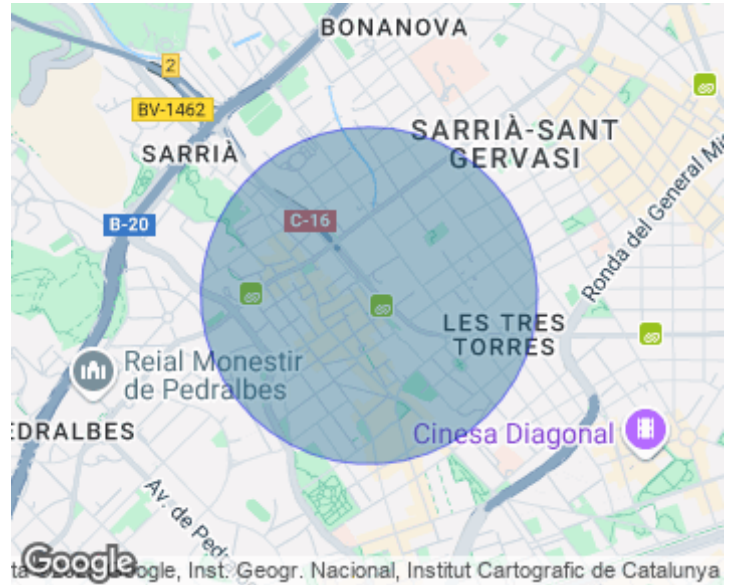 BONANOVA
2
BV-1462
SARRIÀ-SANT
GERVASI
SARRIÀ
B-20
C-16
Ronda del General Mi
LES TRES
TORRES
Reial Monestir
de Pedralbes
EDRALBES
Cinesa Diagonal
Av. de Ped
Google
ogle, Inst. Geogr. Nacional, Institut Cartografic de Catalunya